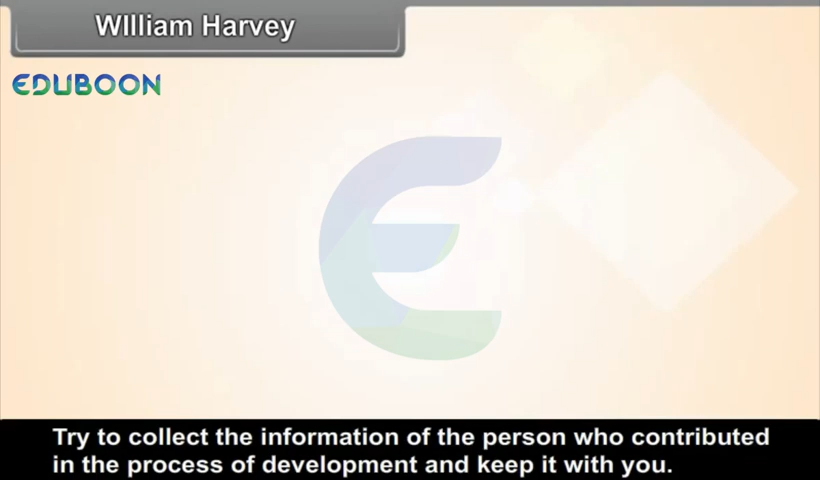 WIlliam Harvey
EDUBOON
Try to collect the information of the person who contributed
in the process of development and keep it with you.